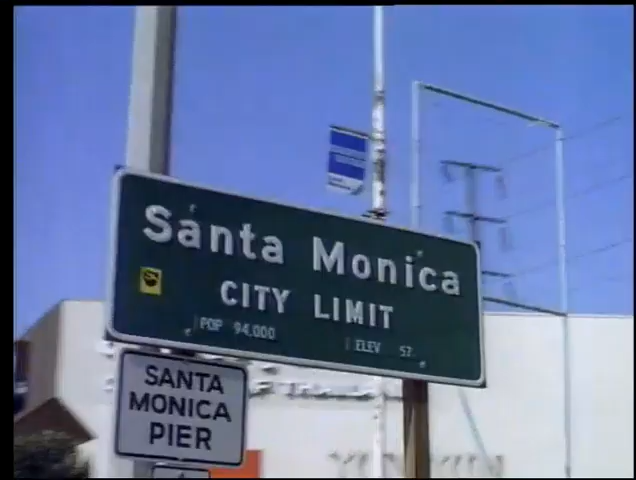 Santa Monica
CITY LIMIT
POP 94,000 ELEV 57
SANTA
MONICA
PIER